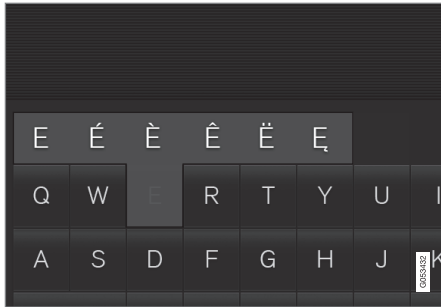 E É È Ê Ë Ę
Q W E R T Y U I
A S D F G H J K
G053432